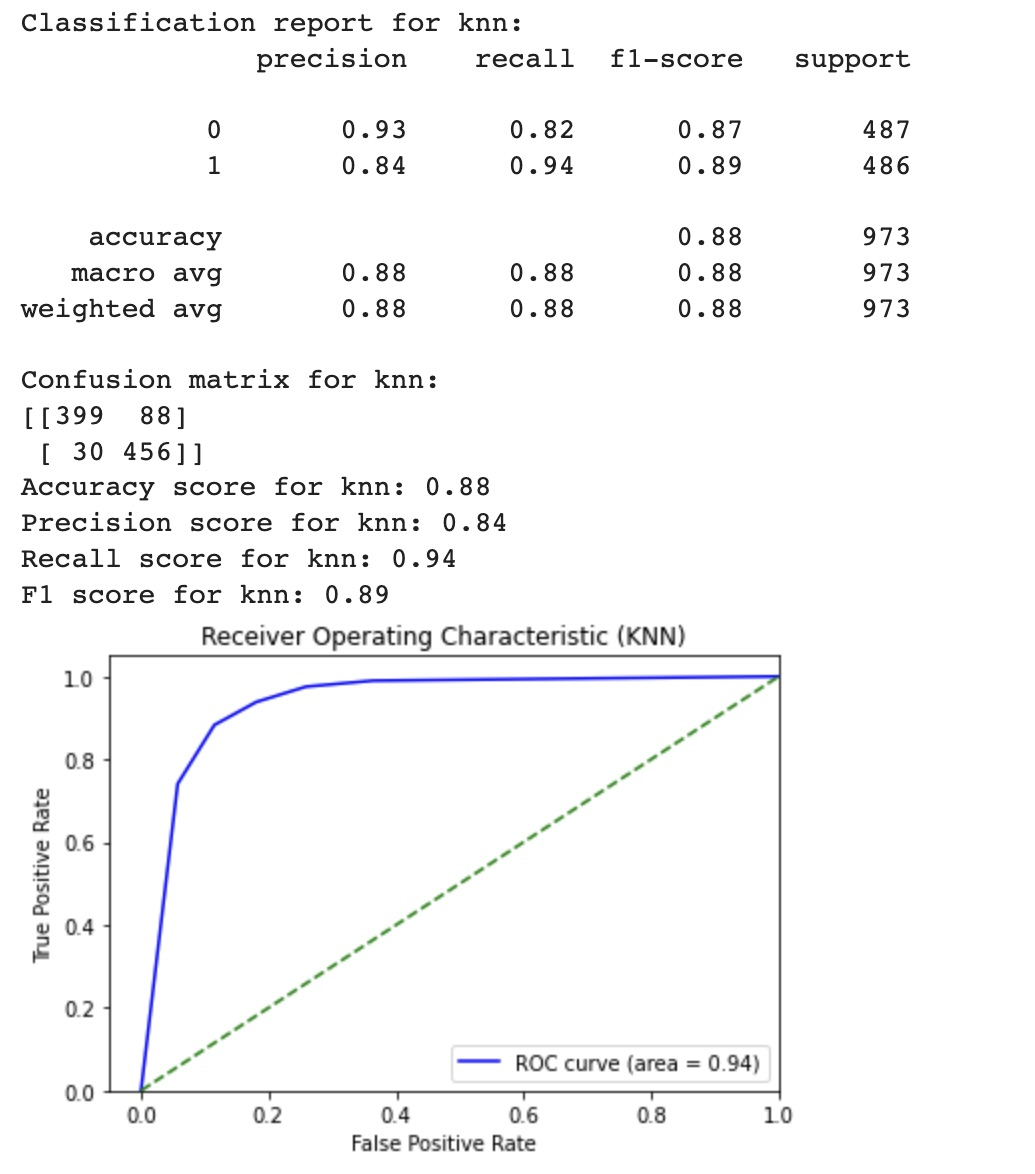 Classification report for knn:
precision recall f1-score support
0 0.93 0.82 0.87 487
1 0.84 0.94 0.89 486
accuracy 0.88 973
macro avg 0.88 0.88 0.88 973
weighted avg 0.88 0.88 0.88 973
Confusion matrix for knn:
[[399 88]
[ 30 456]]
Accuracy score for knn: 0.88
Precision score for knn: 0.84
Recall score for knn: 0.94
F1 score for knn: 0.89
Receiver Operating Characteristic (KNN)
1.0
0.8
0.6
0.4
0.2
0.0
True Positive Rate
ROC curve (area = 0.94)
0.0 0.2 0.4 0.6 0.8 1.0
False Positive Rate